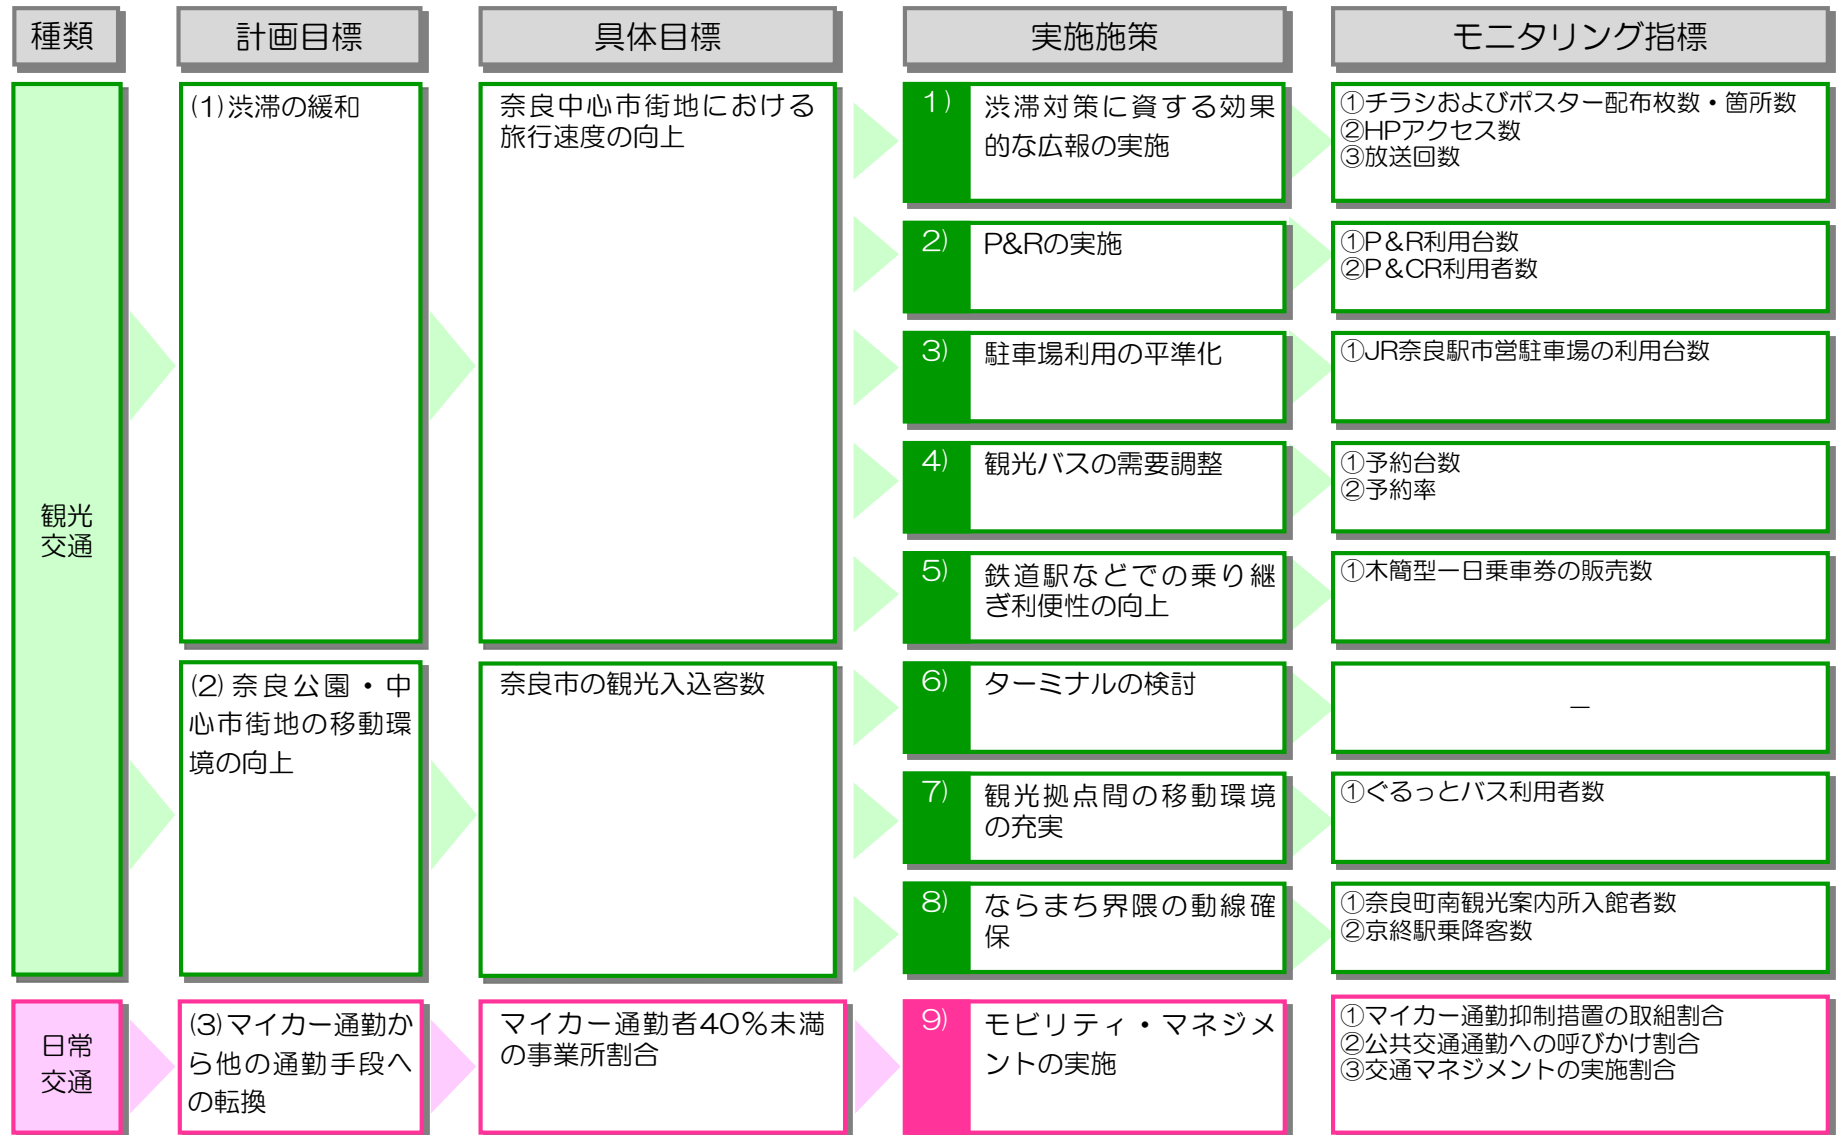 種類
計画目標
具体目標
実施施策
モニタリング指標
観光
交通
(1)渋滞の緩和
奈良中心市街地における
旅行速度の向上
1)
渋滞対策に資する効果
的な広報の実施
①チラシおよびポスター配布枚数・箇所数
②HPアクセス数
③放送回数
2)
P&Rの実施
①P&R利用台数
②P&CR利用者数
3)
駐車場利用の平準化
①JR奈良駅市営駐車場の利用台数
4)
観光バスの需要調整
①予約台数
②予約率
5)
鉄道駅などでの乗り継
ぎ利便性の向上
①木簡型一日乗車券の販売数
(2)奈良公園・中
心市街地の移動環
境の向上
奈良市の観光入込客数
6)
ターミナルの検討
－
7)
観光拠点間の移動環境
の充実
①ぐるっとバス利用者数
8)
ならまち界隈の動線確
保
①奈良町南観光案内所入館者数
②京終駅乗降客数
日常
交通
(3)マイカー通勤か
ら他の通勤手段へ
の転換
マイカー通勤者40%未満
の事業所割合
9)
モビリティ・マネジメ
ントの実施
①マイカー通勤抑制措置の取組割合
②公共交通通勤への呼びかけ割合
③交通マネジメントの実施割合